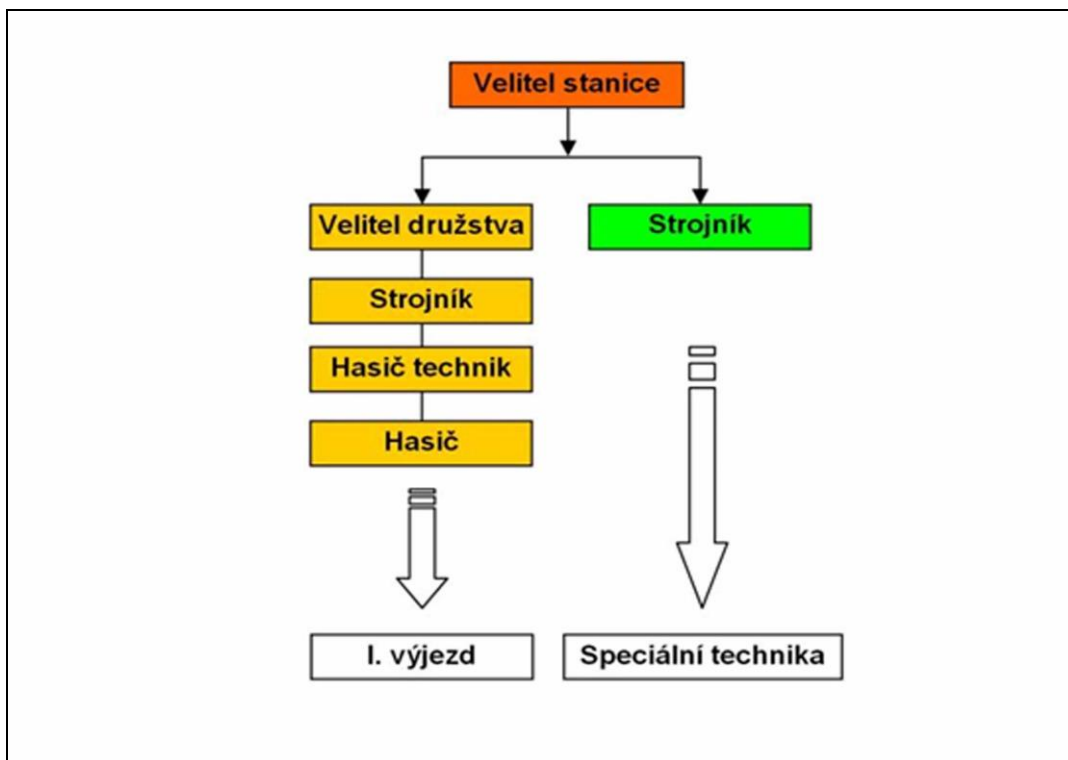 Velitel stanice
Velitel družstva
Strojník
Strojník
Hasič technik
Hasič
I. výjezd
Speciální technika